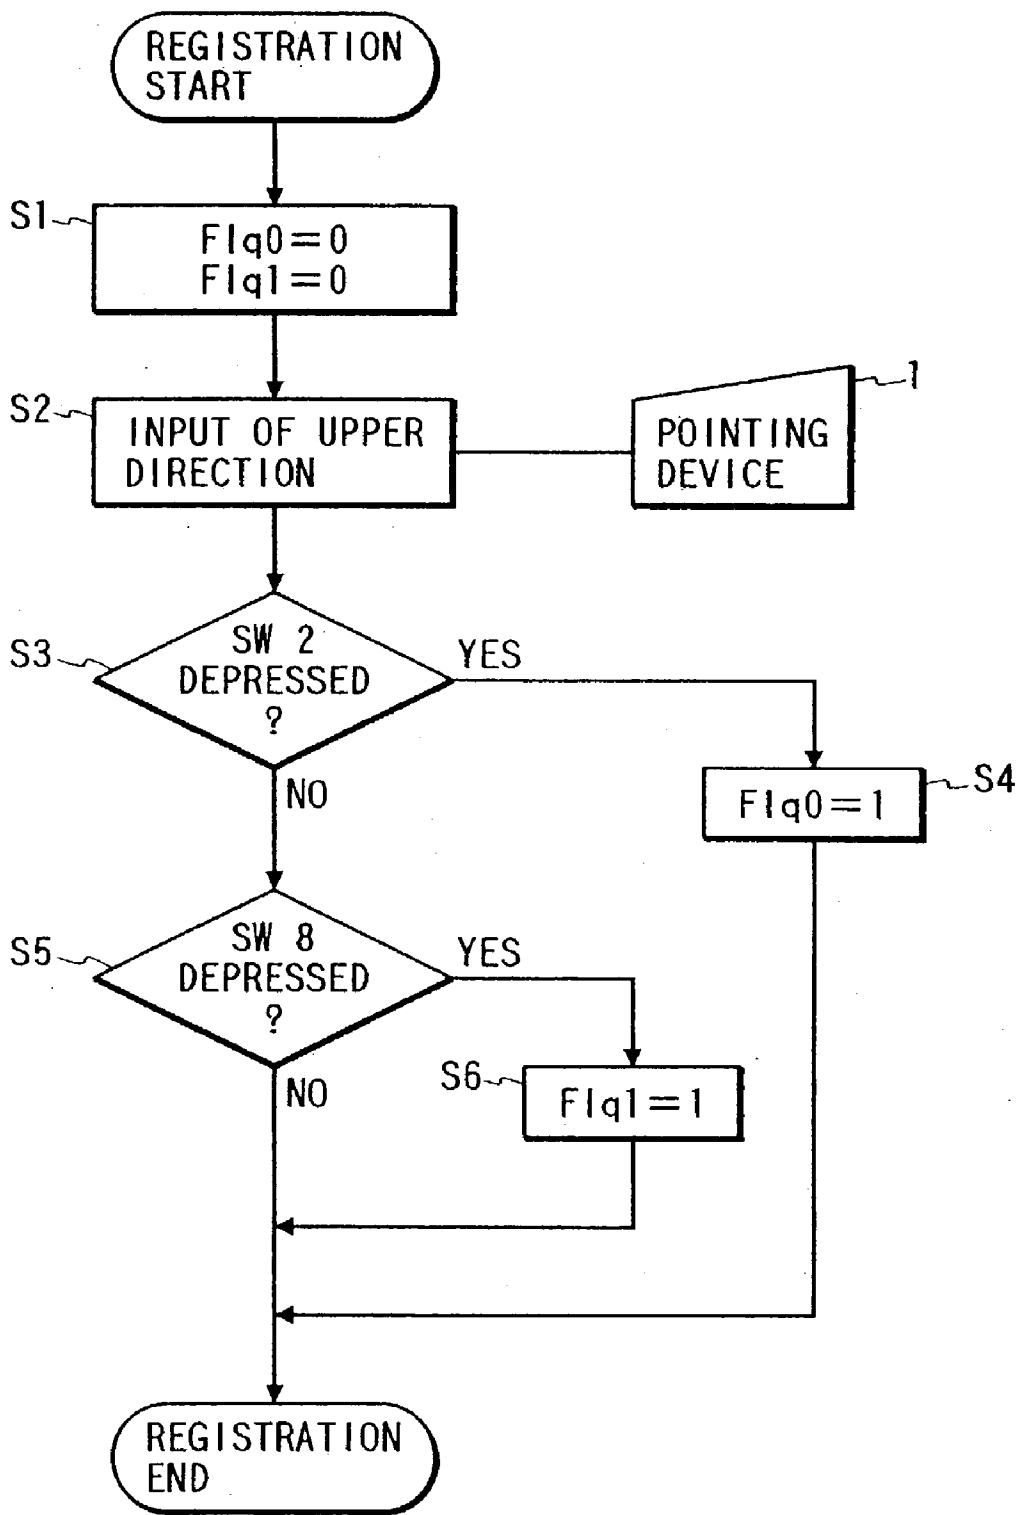 REGISTRATION
START
S1
Flq0=0
Flq1=0
S2
INPUT OF UPPER
DIRECTION
1
POINTING
DEVICE
S3
SW 2
DEPRESSED
?
YES
NO
S4
Flq0=1
S5
SW 8
DEPRESSED
?
YES
NO
S6
Flq1=1
REGISTRATION
END